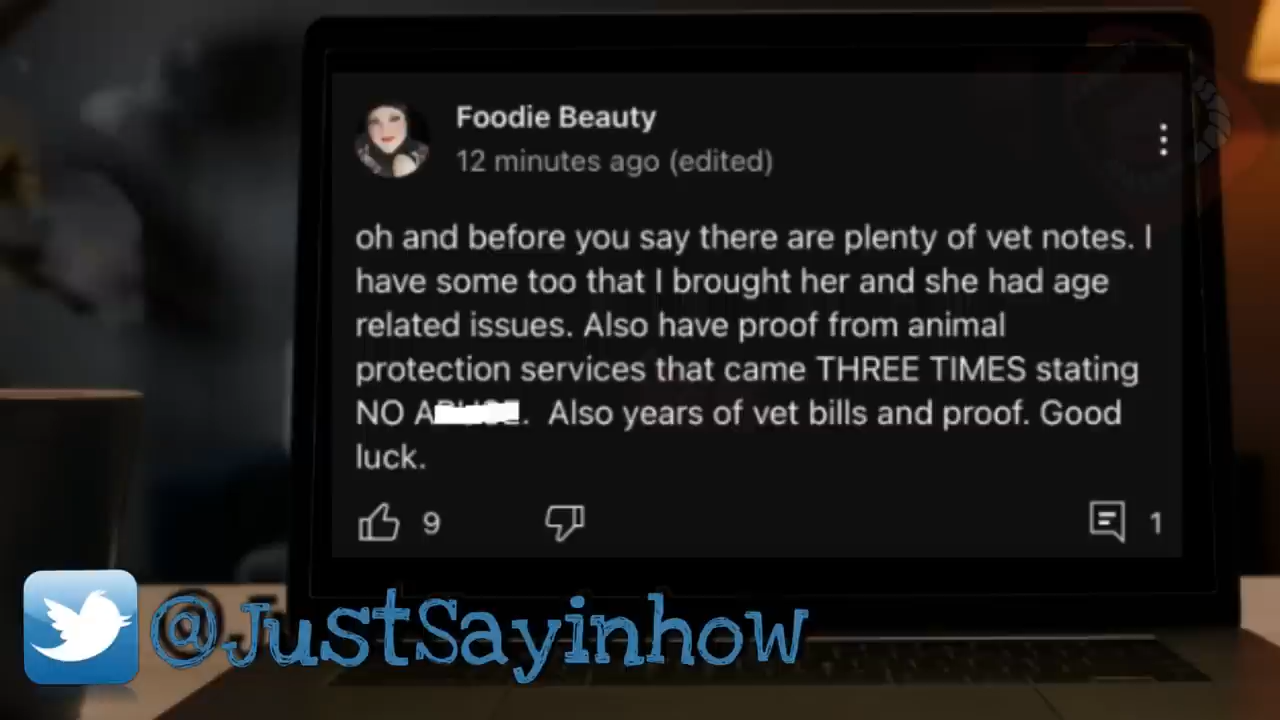 Foodie Beauty
12 minutes ago (edited)
oh and before you say there are plenty of vet notes. I
have some too that I brought her and she had age
related issues. Also have proof from animal
protection services that came THREE TIMES stating
NO . Also years of vet bills and proof. Good
luck.
9
1
@JustSayinhow